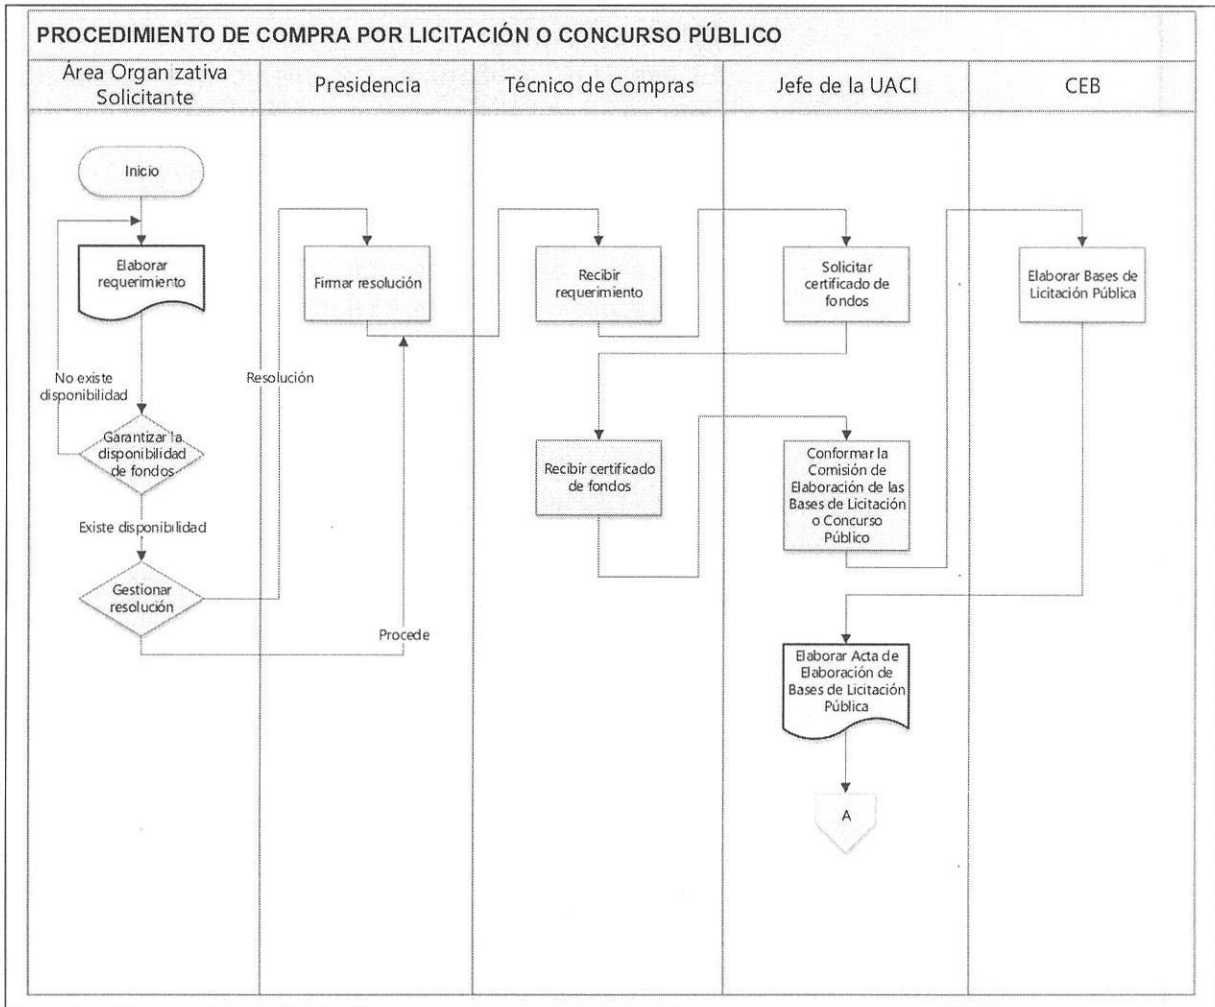 PROCEDIMIENTO DE COMPRA POR LICITACIÓN O CONCURSO PÚBLICO
Área Organizativa
Solicitante
Presidencia
Técnico de Compras
Jefe de la UACI
CEB
Inicio
Elaborar
requerimiento
Firmar resolución
Recibir
requerimiento
Solicitar
certificado de
fondos
Elaborar Bases de
Licitación Pública
No existe
disponibilidad
Resolución
Garantizar la
disponibilidad
de fondos
Recibir certificado
de fondos
Conformar la
Comisión de
Elaboración de las
Bases de Licitación
o Concurso
Público
Existe disponibilidad
Gestionar
resolución
Procede
Elaborar Acta de
Elaboración de
Bases de Licitación
Pública
A